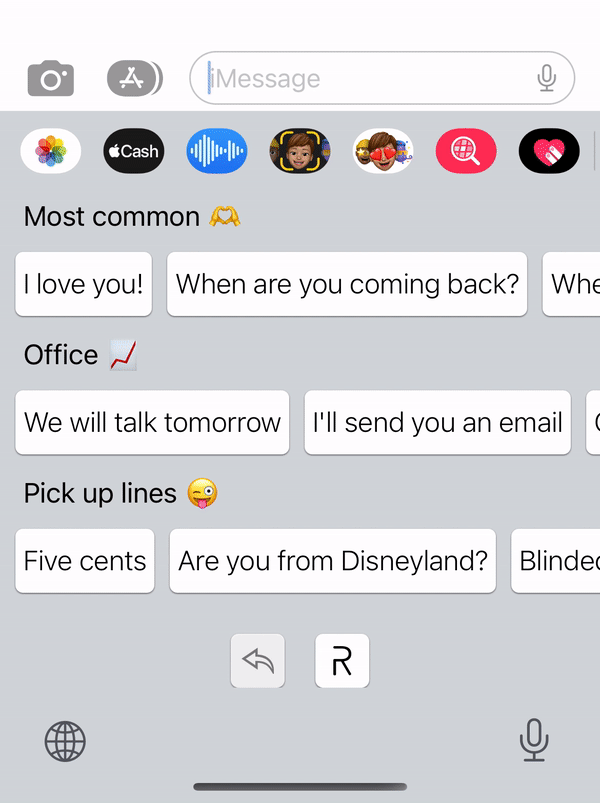 iMessage
Cash
Most common 🫶
I love you! When are you coming back? Whe
Office 📈
We will talk tomorrow I'll send you an email
Pick up lines 😜
Five cents Are you from Disneyland? Blinded
R